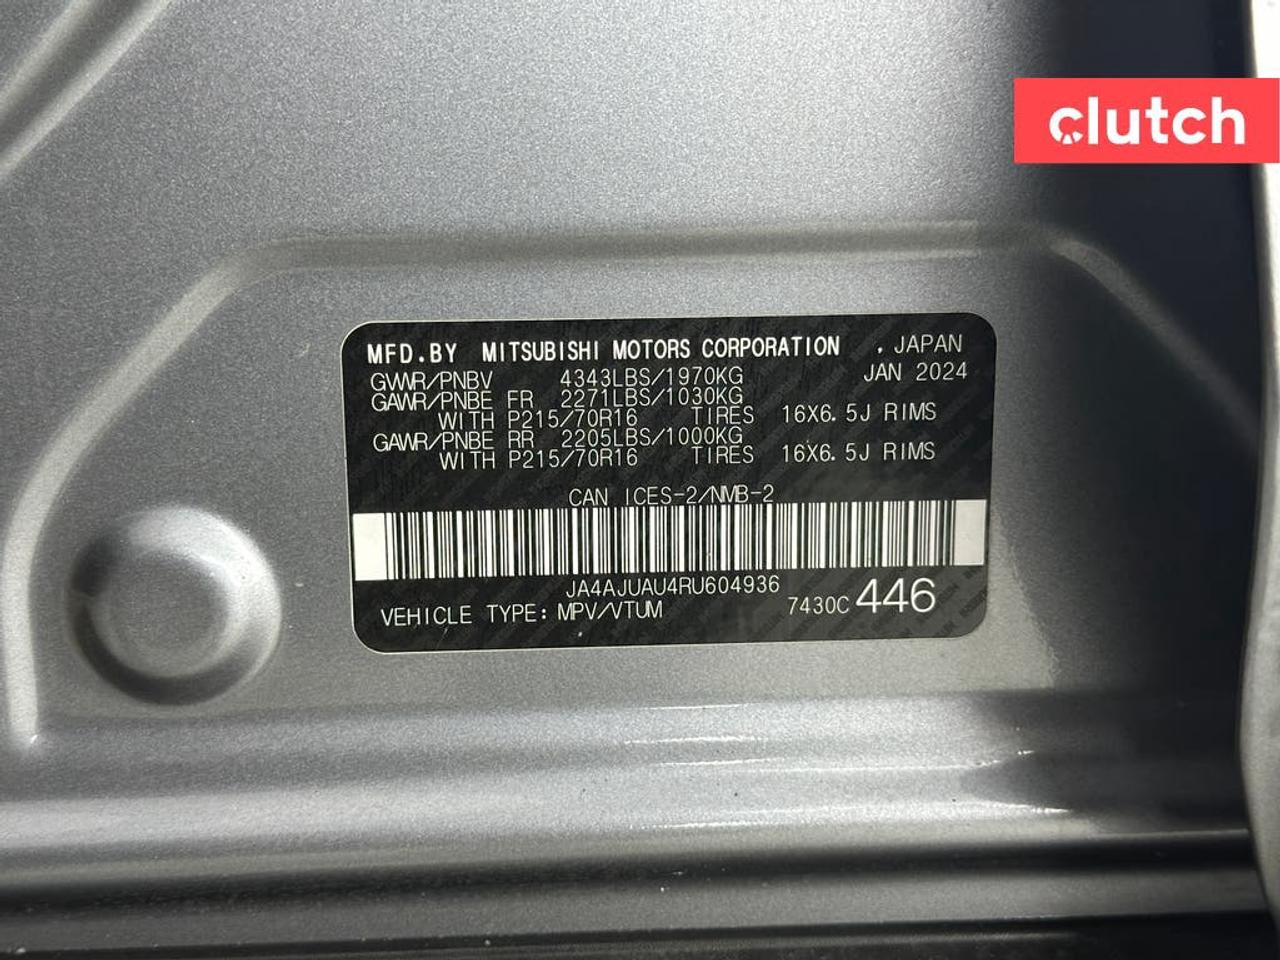 clutch
MFD.BY MITSUBISHI MOTORS CORPORATION , JAPAN
GVWR/PNBV 4343LBS/1970KG JAN 2024
GAWR/PNBE FR 2271LBS/1030KG
WITH P215/70R16 TIRES 16X6.5J RIMS
GAWR/PNBE RR 2205LBS/1000KG
WITH P215/70R16 TIRES 16X6.5J RIMS
CAN ICES-2/NMB-2
JA4AJUAU4RU604936
VEHICLE TYPE: MPV/VTUM 7430C 446